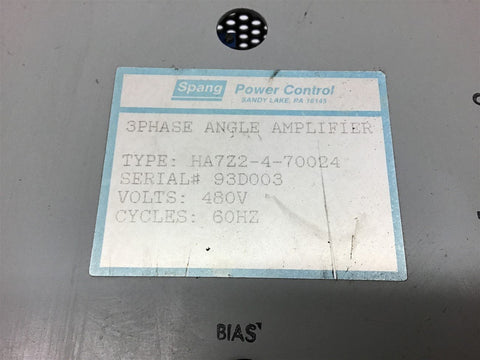 Spang Power Control
SANDY LAKE, PA 16145
3PHASE ANGLE AMPLIFIER
TYPE: HA7Z2-4-70024
SERIAL# 93D003
VOLTS: 480V
CYCLES: 60HZ
BIAS